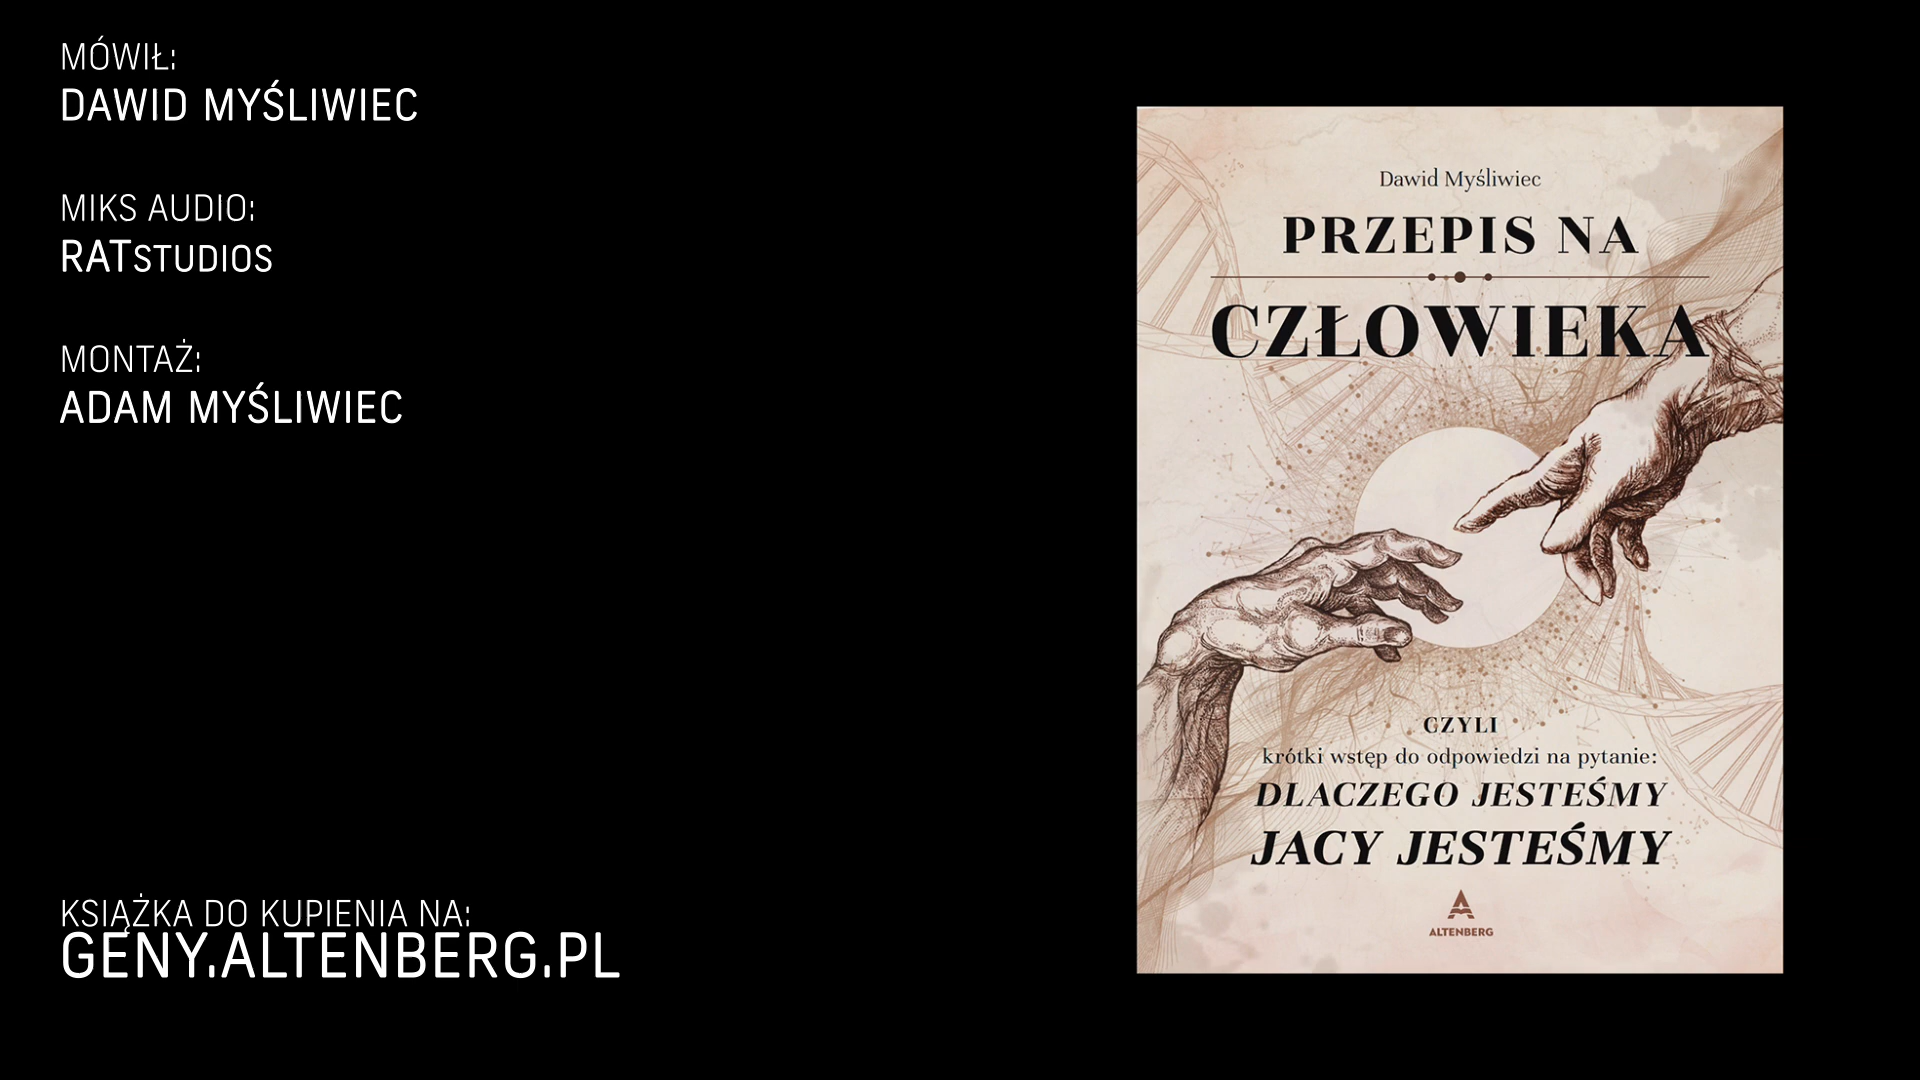 MÓWIŁ:
DAWID MYŚLIWIEC
MIKS AUDIO:
RATSTUDIOS
MONTAŻ:
ADAM MYŚLIWIEC
KSIĄŻKA DO KUPIENIA NA:
GENY.ALTENBERG.PL
Dawid Myśliwiec
PRZEPIS NA
CZŁOWIEKA
CZYLI
krótki wstęp do odpowiedzi na pytanie:
DLACZEGO JESTEŚMY
JACY JESTEŚMY
ALTENBERG